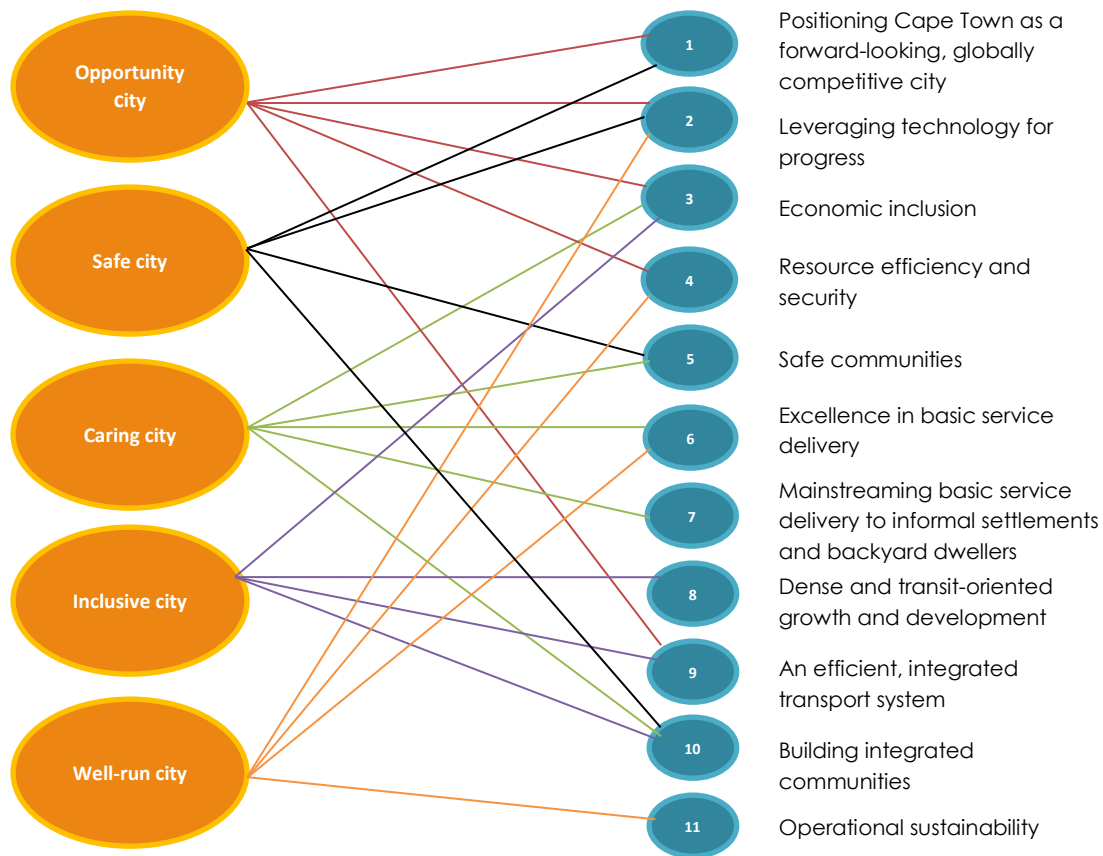 Opportunity
city
Safe city
Caring city
Inclusive city
Well-run city
1
Positioning Cape Town as a
forward-looking, globally
competitive city
2
Leveraging technology for
progress
3
Economic inclusion
4
Resource efficiency and
security
5
Safe communities
6
Excellence in basic service
delivery
7
Mainstreaming basic service
delivery to informal settlements
and backyard dwellers
8
Dense and transit-oriented
growth and development
9
An efficient, integrated
transport system
10
Building integrated
communities
11
Operational sustainability